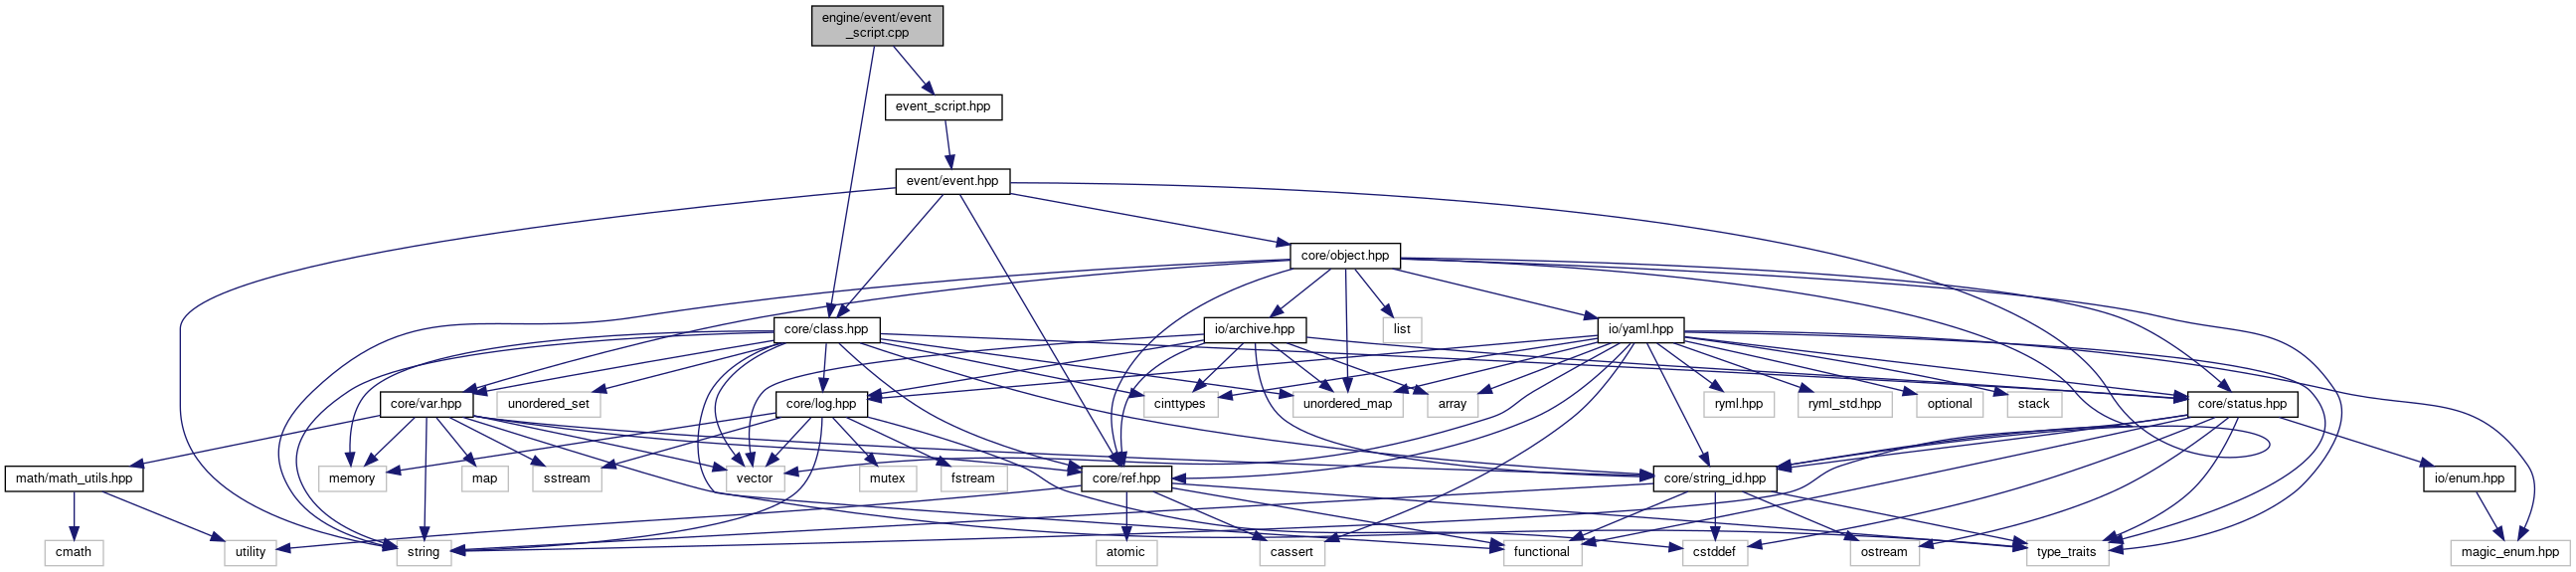 engine/event/event
_script.cpp
event_script.hpp
event/event.hpp
core/object.hpp
core/class.hpp
io/archive.hpp
list
io/yaml.hpp
core/var.hpp
unordered_set
core/log.hpp
cinttypes
unordered_map
array
ryml.hpp
ryml_std.hpp
optional
stack
core/status.hpp
math/math_utils.hpp
memory
map
sstream
vector
mutex
fstream
core/ref.hpp
core/string_id.hpp
io/enum.hpp
cmath
utility
string
atomic
cassert
functional
cstddef
ostream
type_traits
magic_enum.hpp